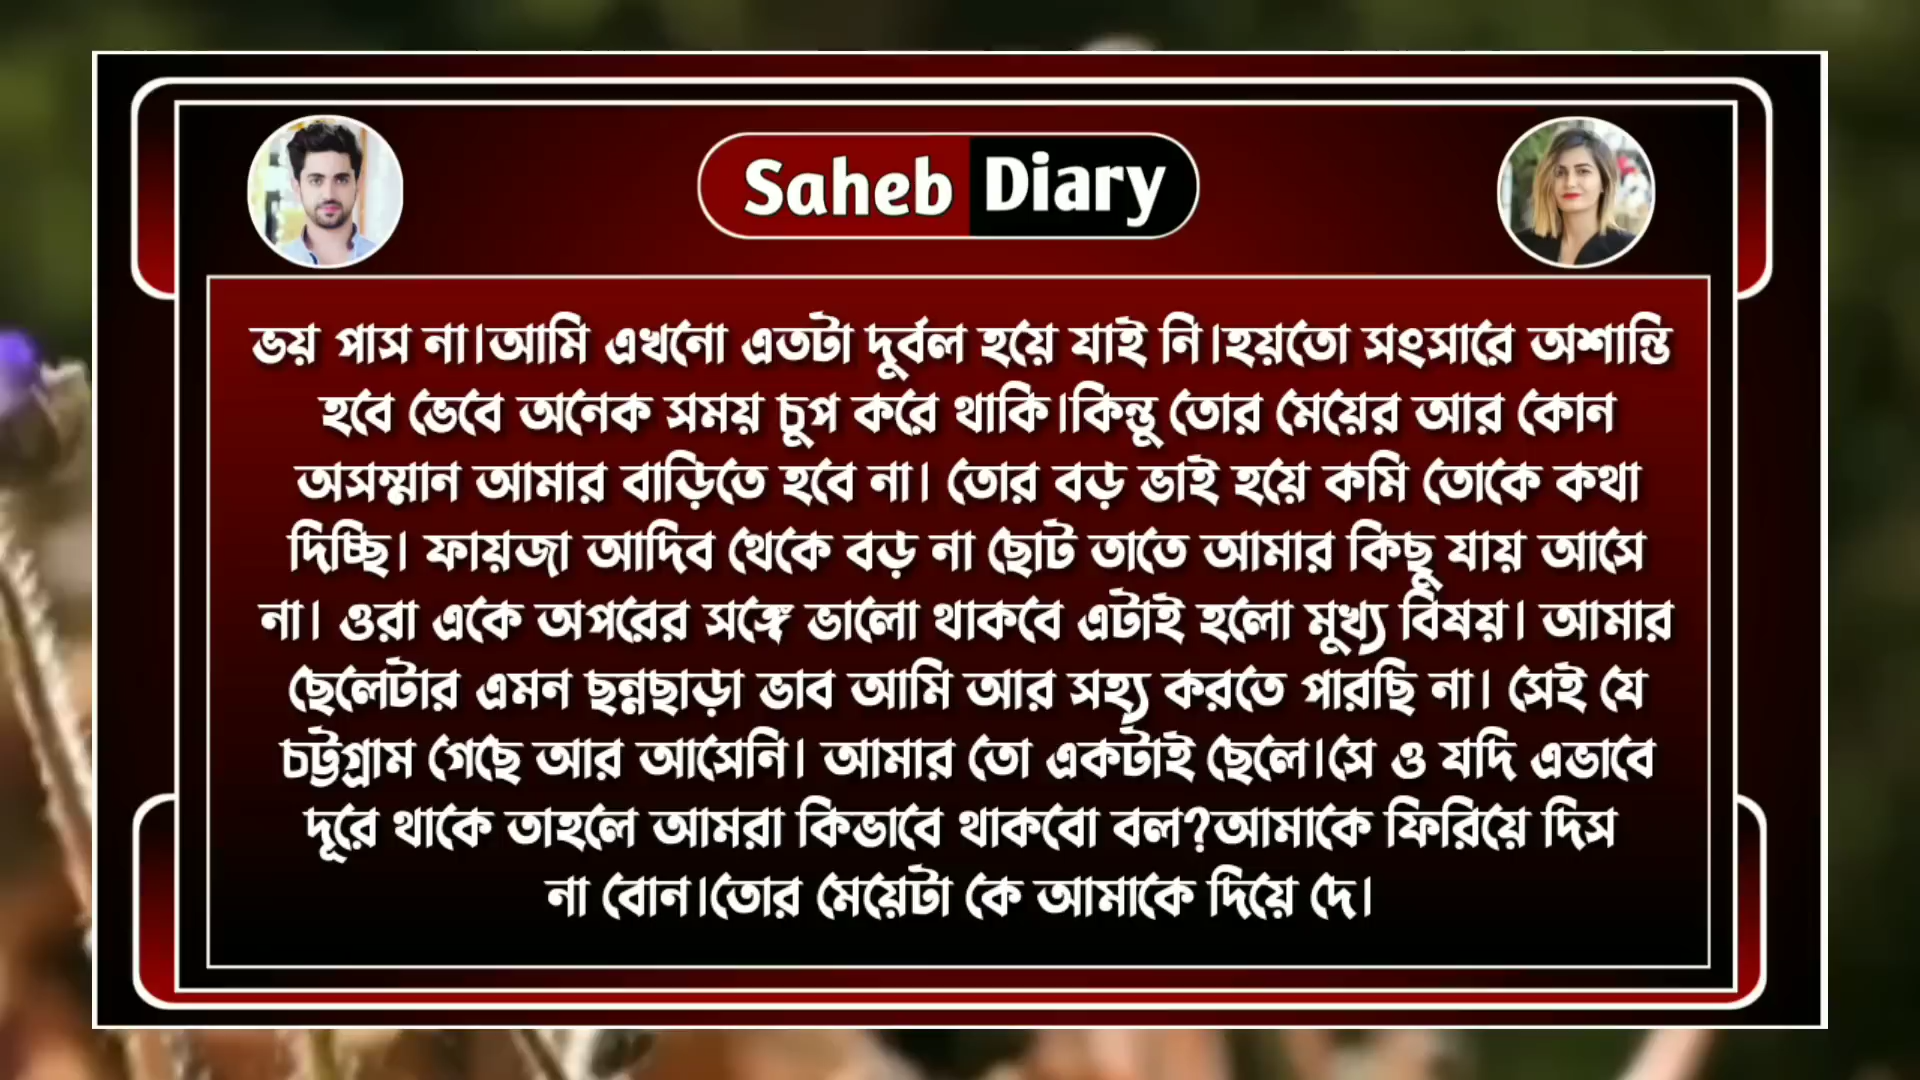 Saheb Diary
ভয় পাস না।আমি এখনো এতটা দুর্বল হয়ে যাই নি।হয়তো সংসারে অশান্তি
হবে ভেবে অনেক সময় চুপ করে থাকি।কিন্তু তোর মেয়ের আর কোন
অসম্মান আমার বাড়িতে হবে না। তোর বড় ভাই হয়ে কমি তোকে কথা
দিচ্ছি। ফায়জা আদিব থেকে বড় না ছোট তাতে আমার কিছু যায় আসে
না। ওরা একে অপরের সঙ্গে ভালো থাকবে এটাই হলো মুখ্য বিষয়। আমার
ছেলেটার এমন ছন্নছাড়া ভাব আমি আর সহ্য করতে পারছি না। সেই যে
চট্টগ্রাম গেছে আর আসেনি। আমার তো একটাই ছেলে।সে ও যদি এভাবে
দূরে থাকে তাহলে আমরা কিভাবে থাকবো বল?আমাকে ফিরিয়ে দিস
না বোন।তোর মেয়েটা কে আমাকে দিয়ে দে।